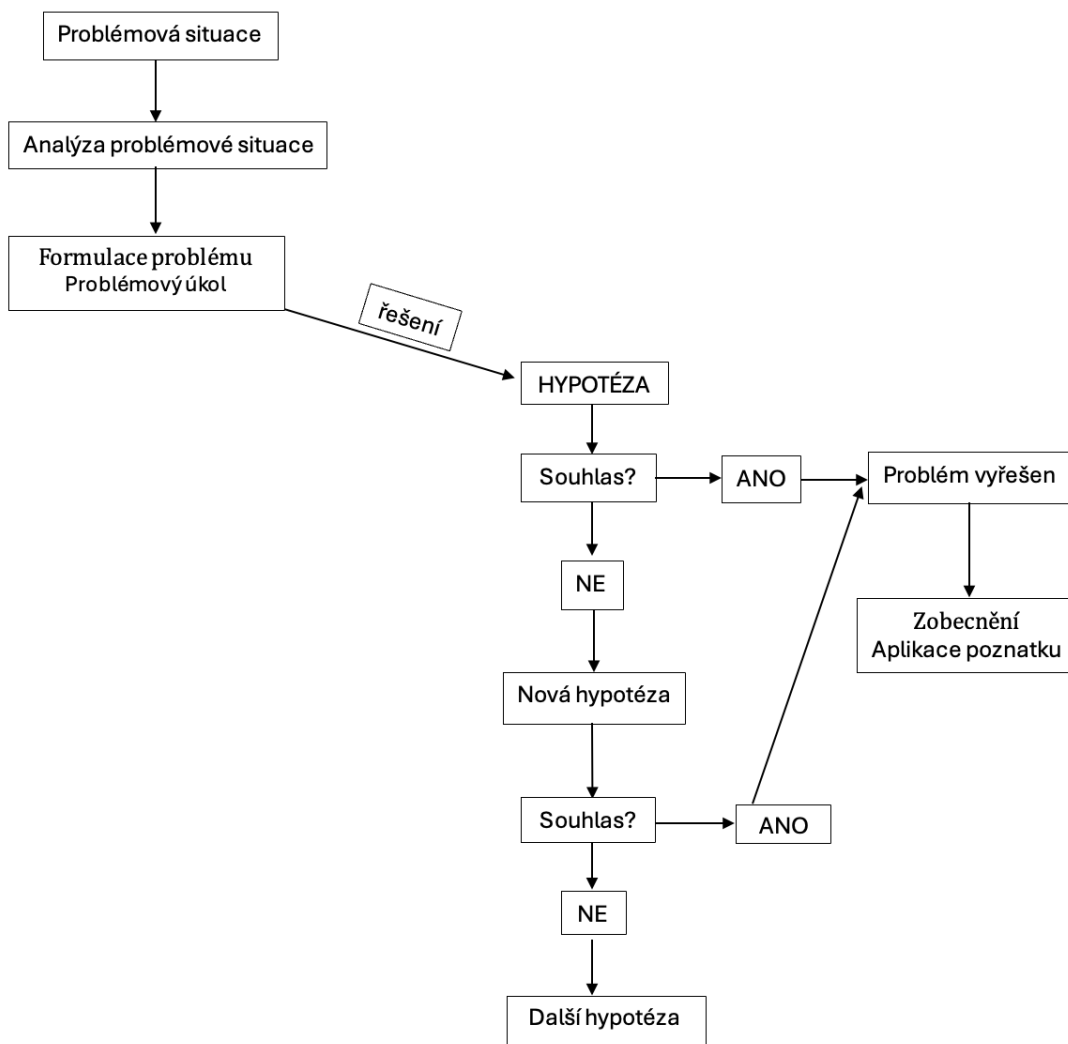 Problémová situace
Analýza problémové situace
Formulace problému
Problémový úkol
řešení
HYPOTÉZA
Souhlas?
ANO
Problém vyřešen
NE
Zobecnění
Aplikace poznatku
Nová hypotéza
Souhlas?
ANO
NE
Další hypotéza